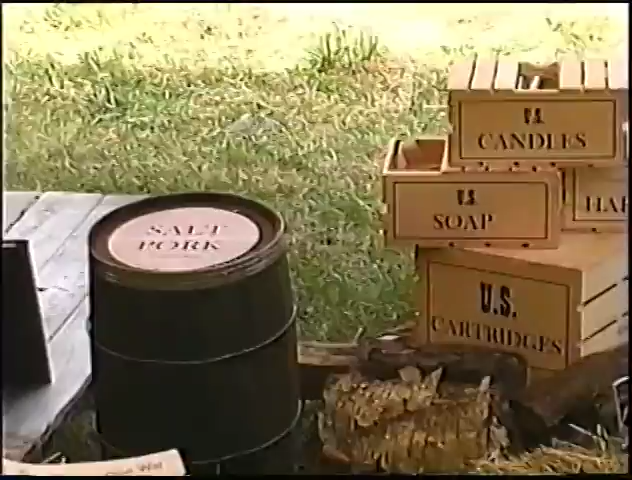 SALT
PORK
U.S.
CANDLES
U.S.
SOAP
HAR
U.S.
CARTRIDGES